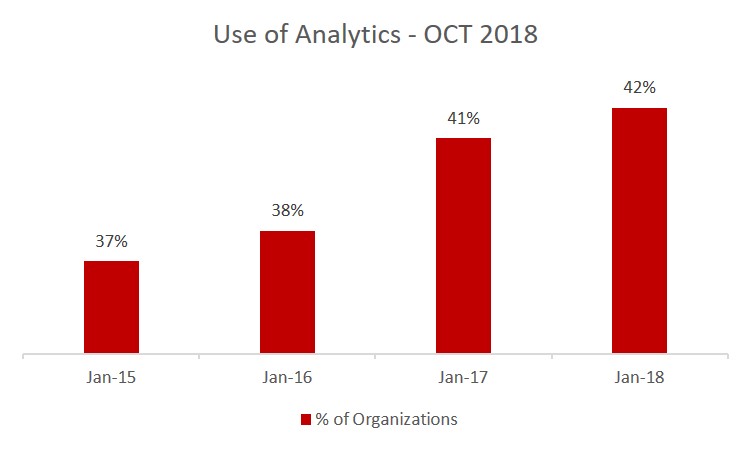 Use of Analytics - OCT 2018
42%
41%
38%
37%
Jan-15 Jan-16 Jan-17 Jan-18
% of Organizations